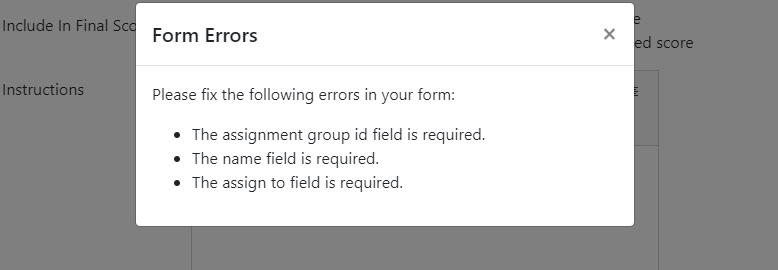 Include In Final Sco
Form Errors
×
e
ed score
Instructions
Please fix the following errors in your form:
• The assignment group id field is required.
• The name field is required.
• The assign to field is required.